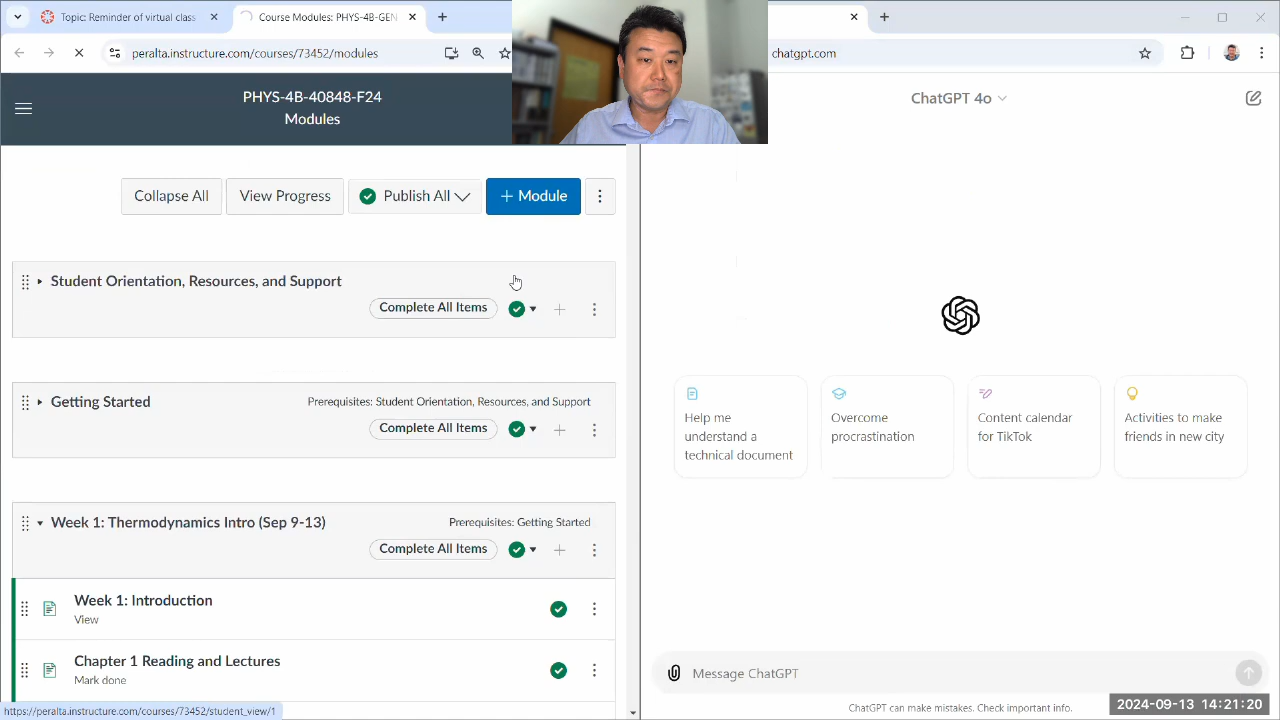 Topic: Reminder of virtual class
Course Modules: PHYS-4B-GEN
peralta.instructure.com/courses/73452/modules
chatgpt.com
PHYS-4B-40848-F24
Modules
Collapse All
View Progress
Publish All
+ Module
Student Orientation, Resources, and Support
Complete All Items
Getting Started
Prerequisites: Student Orientation, Resources, and Support
Complete All Items
Week 1: Thermodynamics Intro (Sep 9-13)
Prerequisites: Getting Started
Complete All Items
Week 1: Introduction
View
Chapter 1 Reading and Lectures
Mark done
https://peralta.instructure.com/courses/73452/student_view/1
ChatGPT 4o
Help me
understand a
technical document
Overcome
procrastination
Content calendar
for TikTok
Activities to make
friends in new city
Message ChatGPT
ChatGPT can make mistakes. Check important info.
2024-09-13 14:21:20